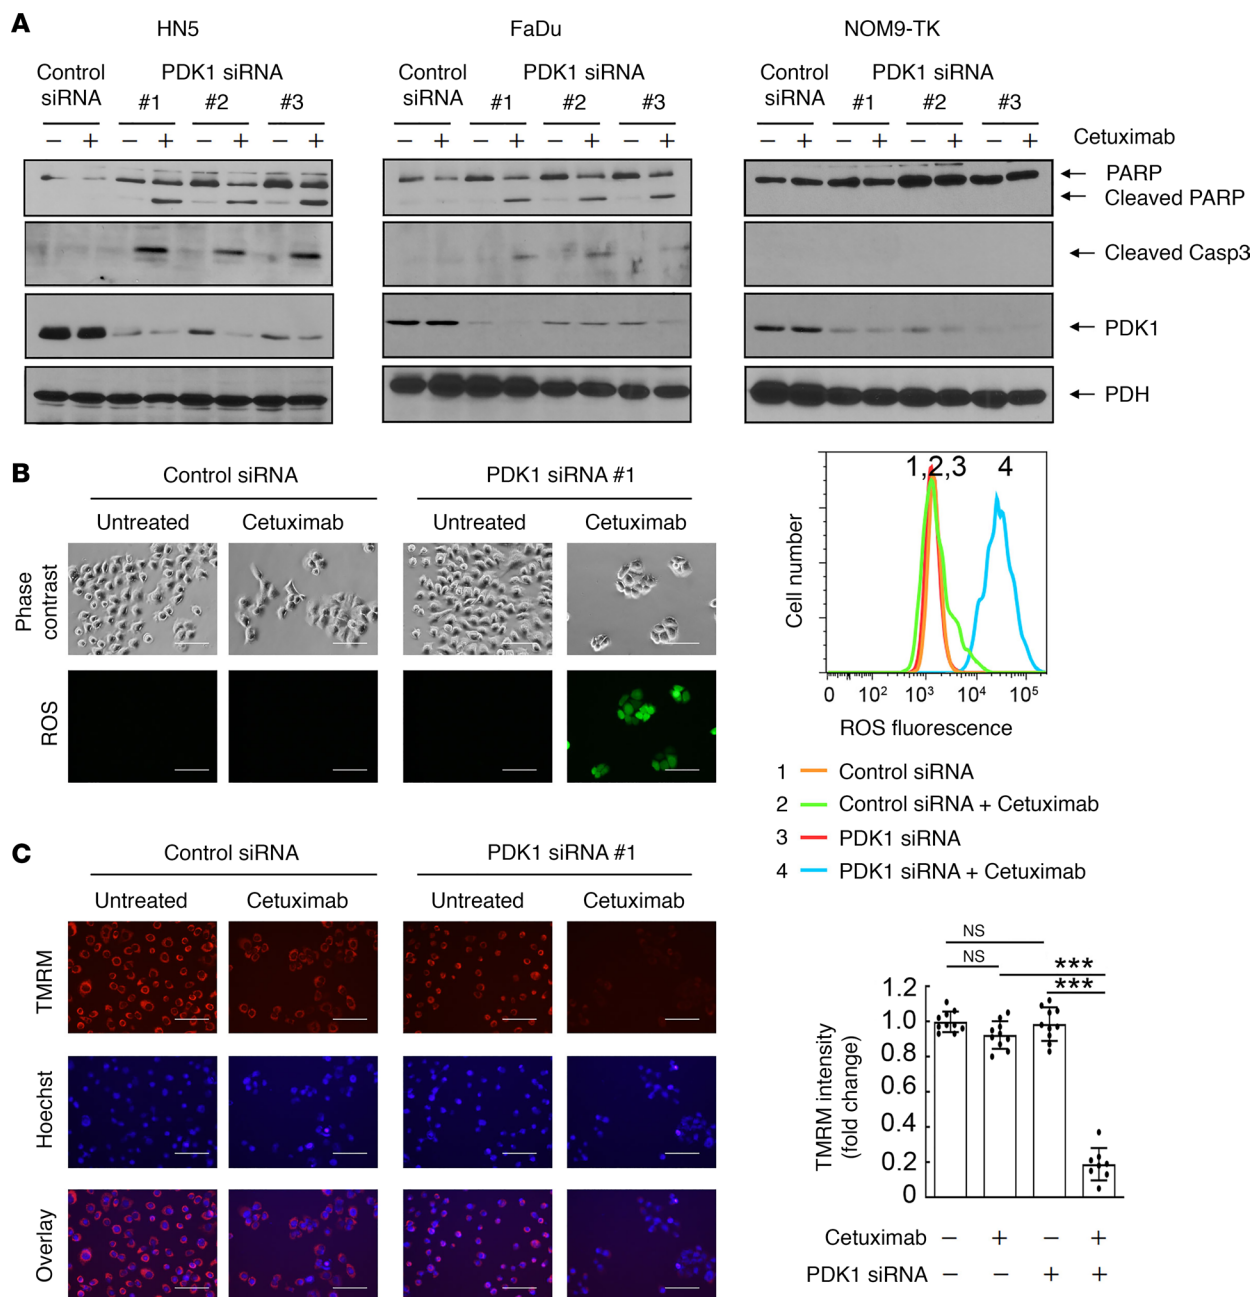 A
HN5
FaDu
NOM9-TK
Control siRNA
PDK1 siRNA
#1
#2
#3
Control siRNA
PDK1 siRNA
#1
#2
#3
Control siRNA
PDK1 siRNA
#1
#2
#3
− + − + − + − +
− + − + − + − +
− + − + − + − +
Cetuximab
PARP
Cleaved PARP
Cleaved Casp3
PDK1
PDH
B
Control siRNA
PDK1 siRNA #1
Untreated
Cetuximab
Untreated
Cetuximab
Phase contrast
ROS
1,2,3
4
Cell number
0 10² 10³ 10⁴ 10⁵
ROS fluorescence
1 Control siRNA
2 Control siRNA + Cetuximab
3 PDK1 siRNA
4 PDK1 siRNA + Cetuximab
C
Control siRNA
PDK1 siRNA #1
Untreated
Cetuximab
Untreated
Cetuximab
TMRM
Hoechst
Overlay
NS
NS
***
***
TMRM intensity
(fold change)
1.2
1.0
0.8
0.6
0.4
0.2
0
Cetuximab − + − +
PDK1 siRNA − − + +